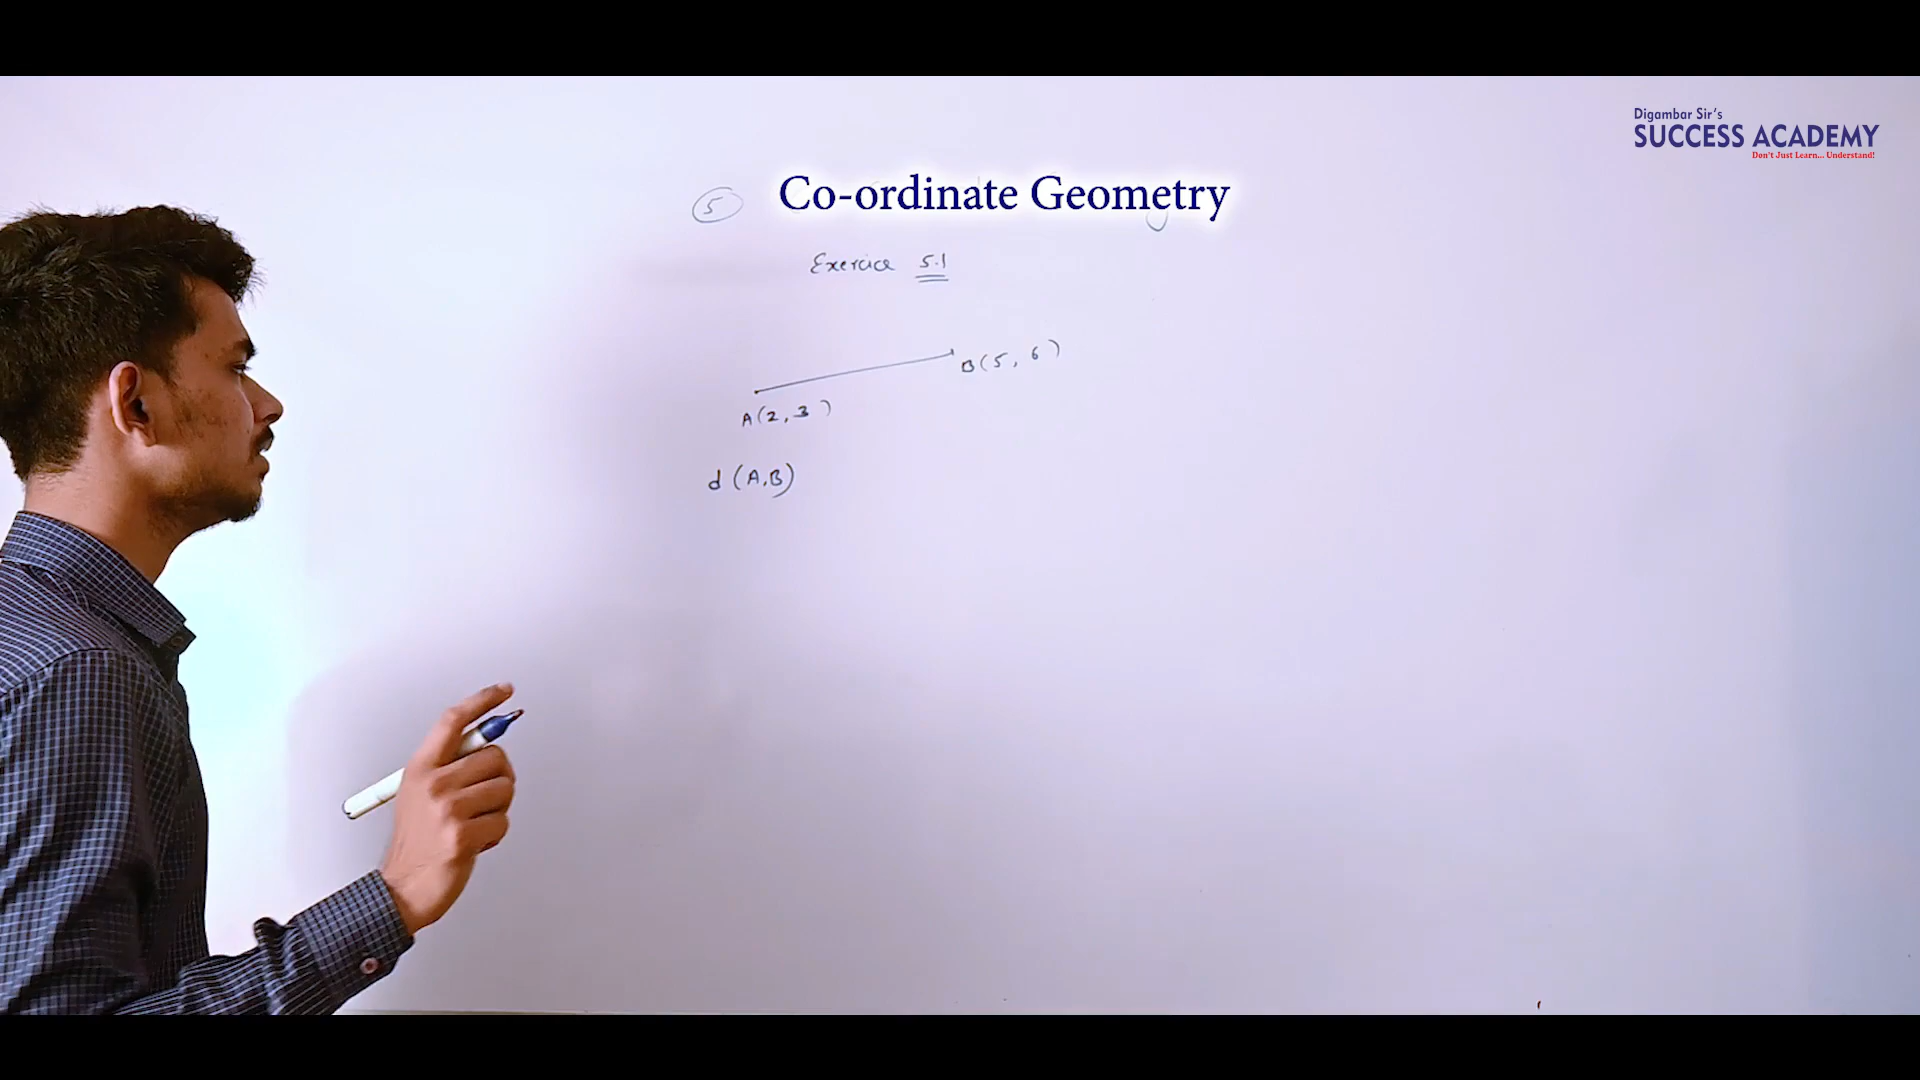 Digambar Sir's
SUCCESS ACADEMY
Don't Just Learn... Understand!
5 Co-ordinate Geometry
Exercise 5.1
B(5, 6)
A(2, 3)
d(A,B)